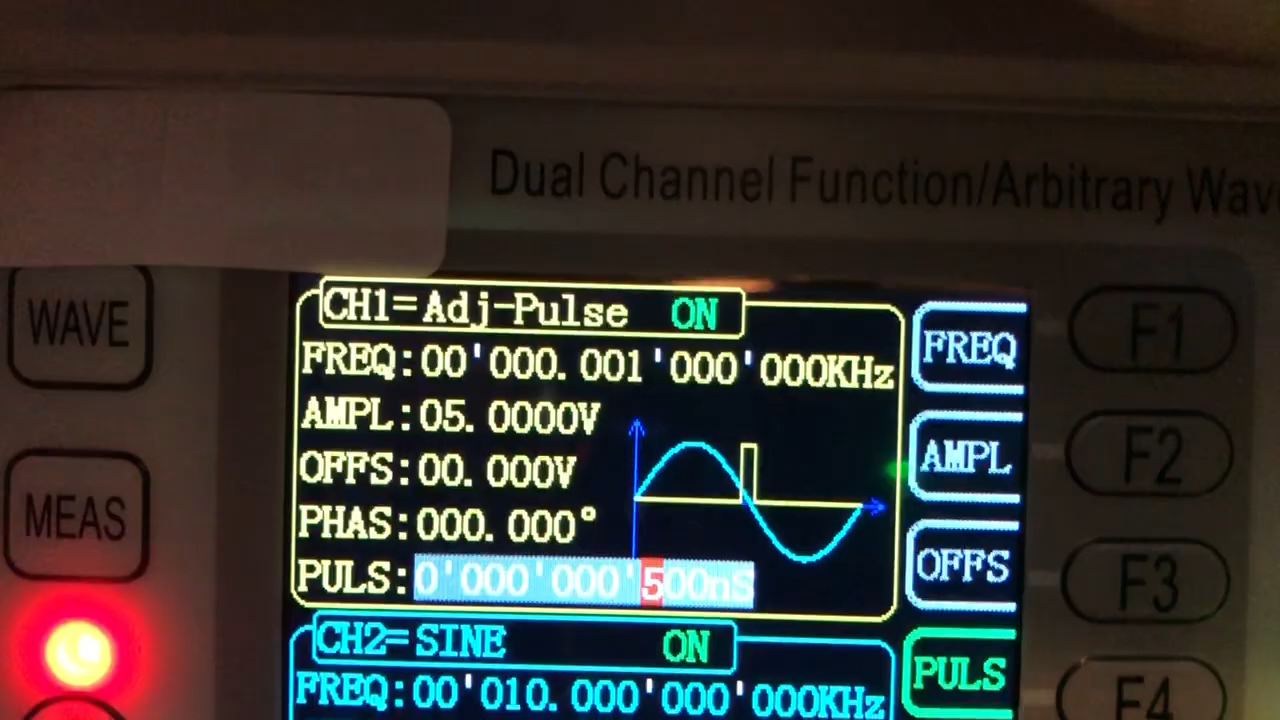 Dual Channel Function/Arbitrary Wav
WAVE
MEAS
CH1=Adj-Pulse ON
FREQ:00'000.001'000'000KHz
AMPL:05.0000V
OFFS:00.000V
PHAS:000.000°
PULS:0'000'000'500nS
CH2=SINE ON
FREQ:00'010.000'000'000KHz
FREQ
AMPL
OFFS
PULS
F1
F2
F3
F4